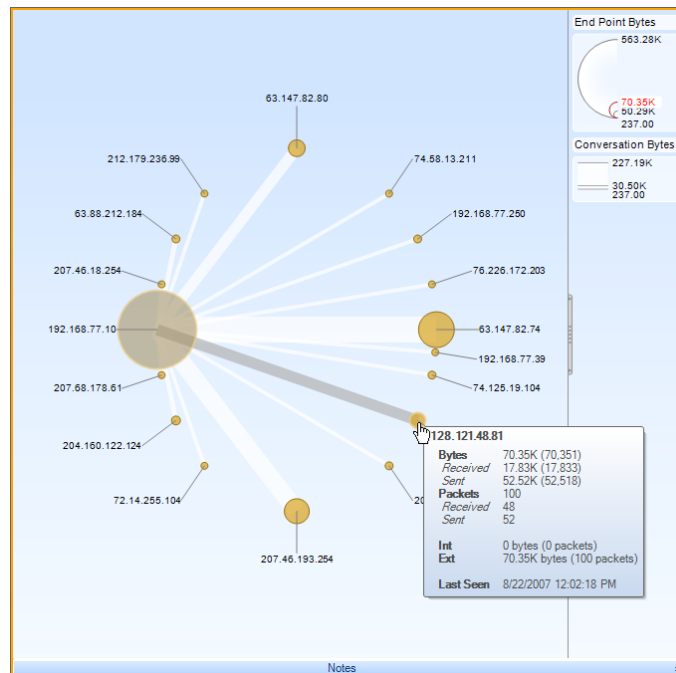 End Point Bytes
563.28K
70.35K
50.29K
237.00
Conversation Bytes
227.19K
30.50K
237.00
63.147.82.80
212.179.236.99
74.58.13.211
63.88.212.184
192.168.77.250
207.46.18.254
76.226.172.203
192.168.77.10
63.147.82.74
192.168.77.39
207.68.178.61
74.125.19.104
204.160.122.124
128.121.48.81
72.14.255.104
20
207.46.193.254
Bytes 70.35K (70,351)
Received 17.83K (17,833)
Sent 52.52K (52,518)
Packets 100
Received 48
Sent 52
Int 0 bytes (0 packets)
Ext 70.35K bytes (100 packets)
Last Seen 8/22/2007 12:02:18 PM
Notes